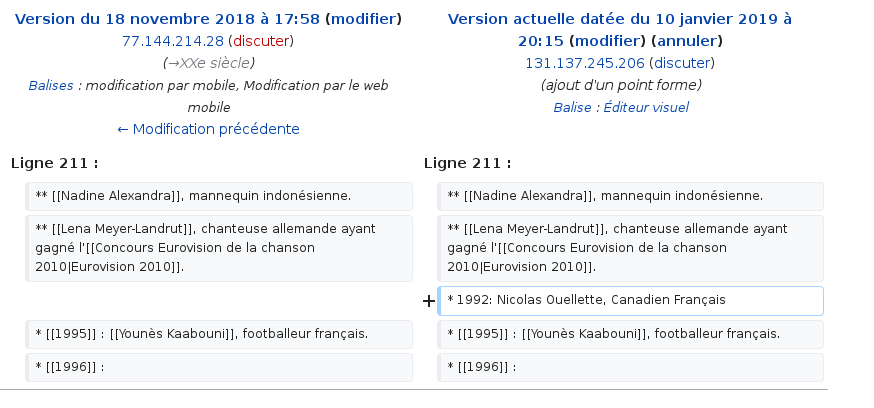 Version du 18 novembre 2018 à 17:58 (modifier)
77.144.214.28 (discuter)
(→XXe siècle)
Balises : modification par mobile, Modification par le web
mobile
← Modification précédente
Version actuelle datée du 10 janvier 2019 à
20:15 (modifier) (annuler)
131.137.245.206 (discuter)
(ajout d'un point forme)
Balise : Éditeur visuel
Ligne 211 :
Ligne 211 :
** [[Nadine Alexandra]], mannequin indonésienne.
** [[Nadine Alexandra]], mannequin indonésienne.
** [[Lena Meyer-Landrut]], chanteuse allemande ayant
gagné l'[[Concours Eurovision de la chanson
2010|Eurovision 2010]].
** [[Lena Meyer-Landrut]], chanteuse allemande ayant
gagné l'[[Concours Eurovision de la chanson
2010|Eurovision 2010]].
+ * 1992: Nicolas Ouellette, Canadien Français
* [[1995]] : [[Younès Kaabouni]], footballeur français.
* [[1995]] : [[Younès Kaabouni]], footballeur français.
* [[1996]] :
* [[1996]] :